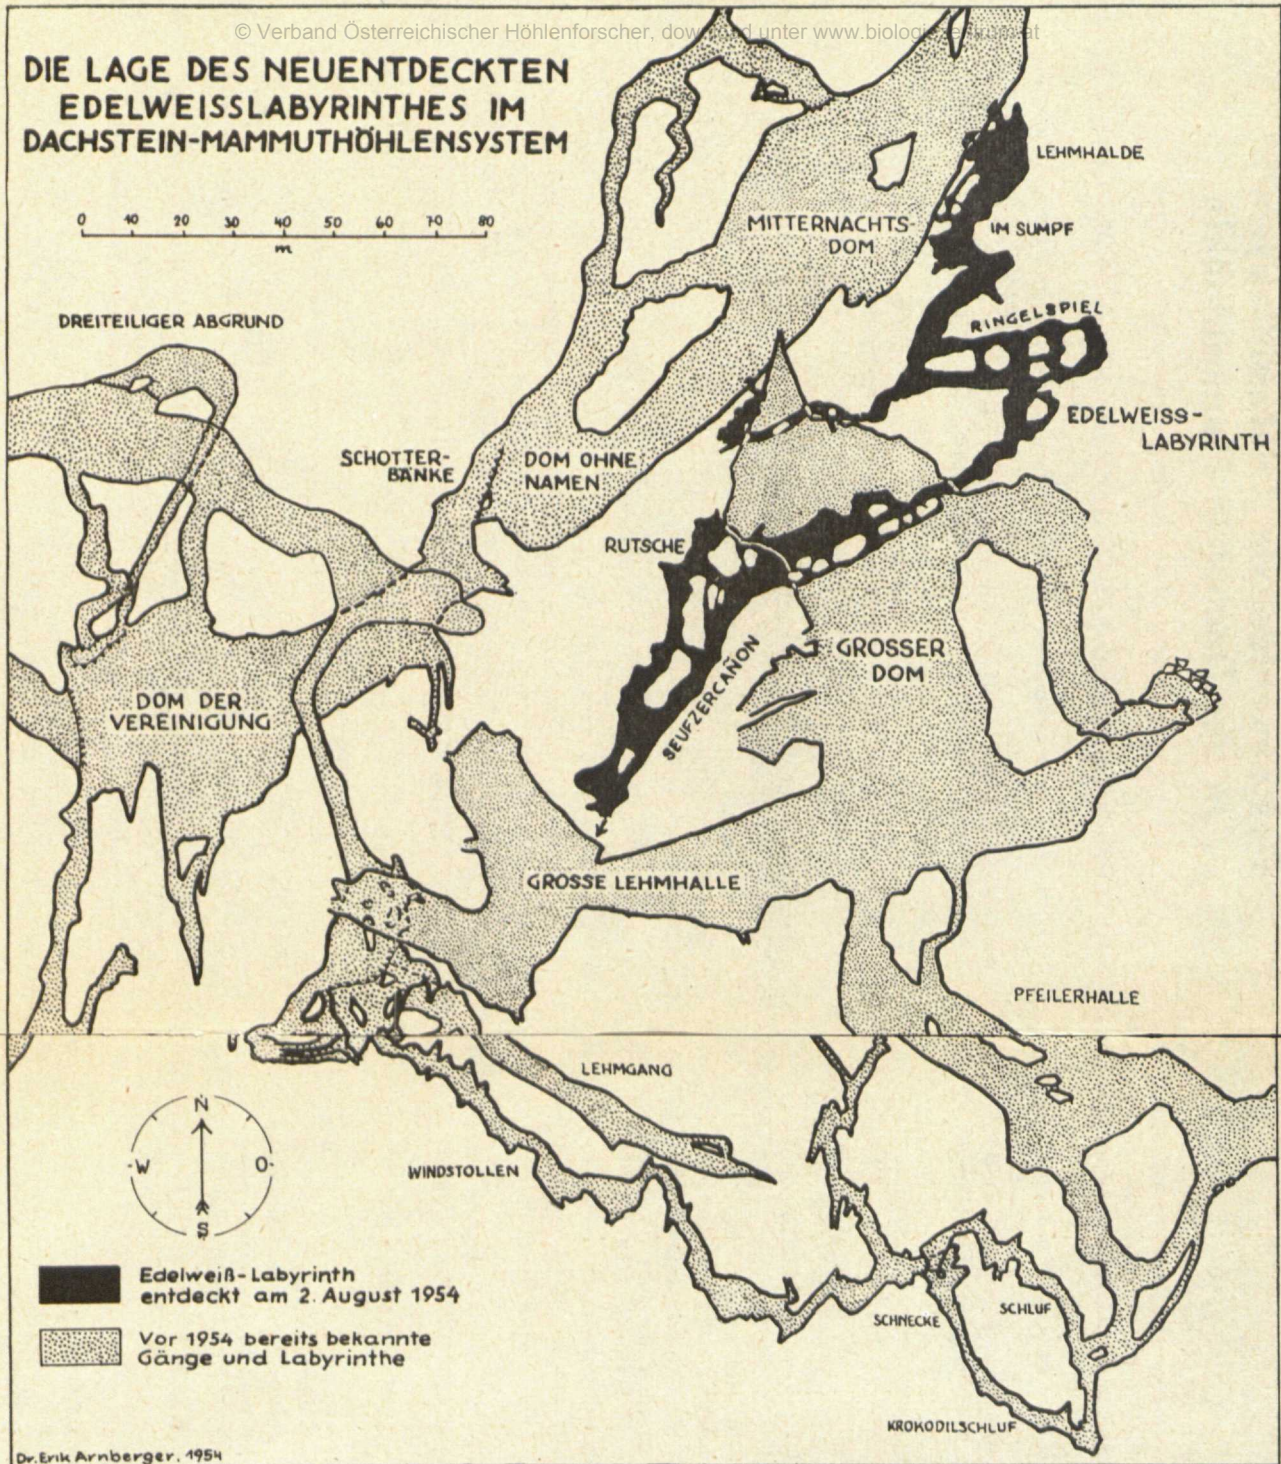 © Verband Österreichischer Höhlenforscher, download unter www.biologiezentrum.at
DIE LAGE DES NEUENTDECKTEN
EDELWEISSLABYRINTHES IM
DACHSTEIN-MAMMUTHÖHLENSYSTEM
0 10 20 30 40 50 60 70 80
m
LEHMHALDE
MITTERNACHTS-
DOM
IM SUMPF
RINGELSPIEL
DREITEILIGER ABGRUND
EDELWEISS-
LABYRINTH
SCHOTTER-
BÄNKE
DOM OHNE
NAMEN
RUTSCHE
GROSSER
DOM
SEUFZERCAÑON
DOM DER
VEREINIGUNG
GROSSE LEHMHALLE
PFEILERHALLE
LEHMGANG
WINDSTOLLEN
N
W O
S
Edelweiß-Labyrinth
entdeckt am 2. August 1954
Vor 1954 bereits bekannte
Gänge und Labyrinthe
SCHNECKE
SCHLUF
KROKODILSCHLUF
Dr. Erik Arnberger, 1954